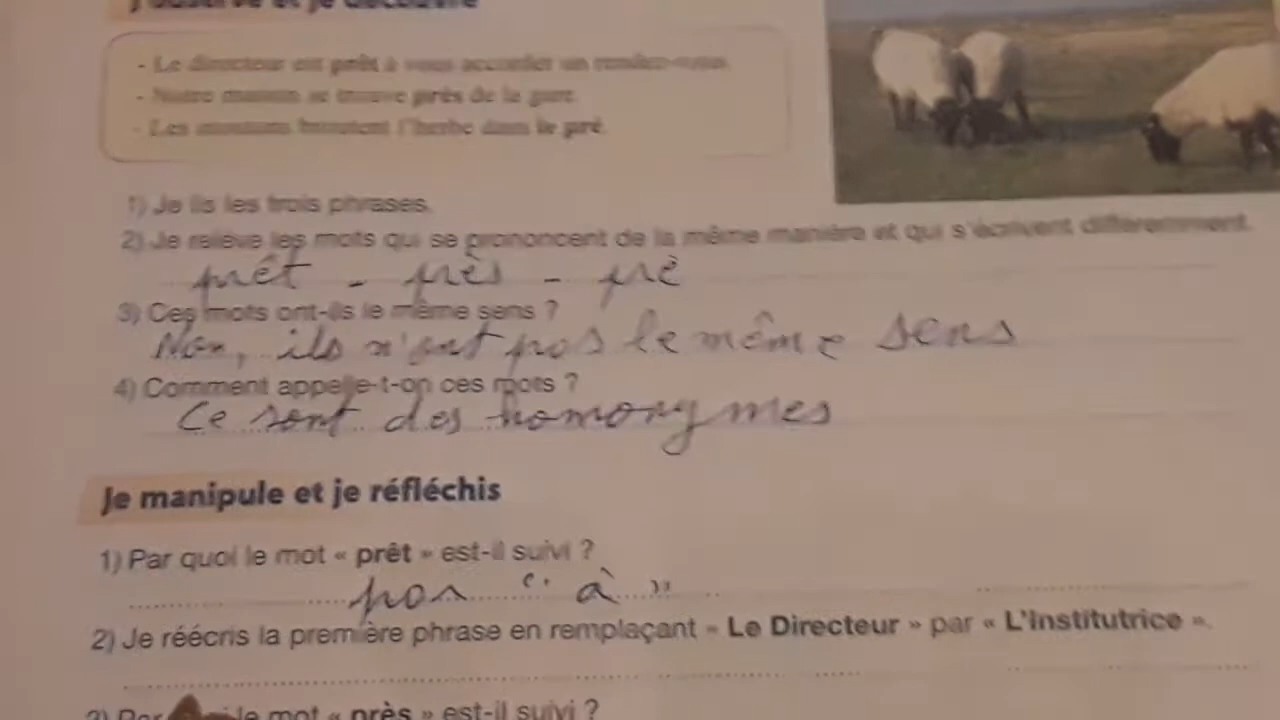 J'observe et je découvre
- Le directeur est prêt à vous accorder un rendez-vous.
- Notre maison se trouve près de la gare.
- Les moutons broutent l'herbe dans le pré.
1) Je lis les trois phrases.
2) Je relève les mots qui se prononcent de la même manière et qui s'écrivent différemment.
prêt - près - pré
3) Ces mots ont-ils le même sens ?
Non, ils n'ont pas le même sens
4) Comment appelle-t-on ces mots ?
Ce sont des homonymes
Je manipule et je réfléchis
1) Par quoi le mot « prêt » est-il suivi ?
par " à "
2) Je réécris la première phrase en remplaçant « Le Directeur » par « L'Institutrice ».
le mot « près » est-il suivi ?